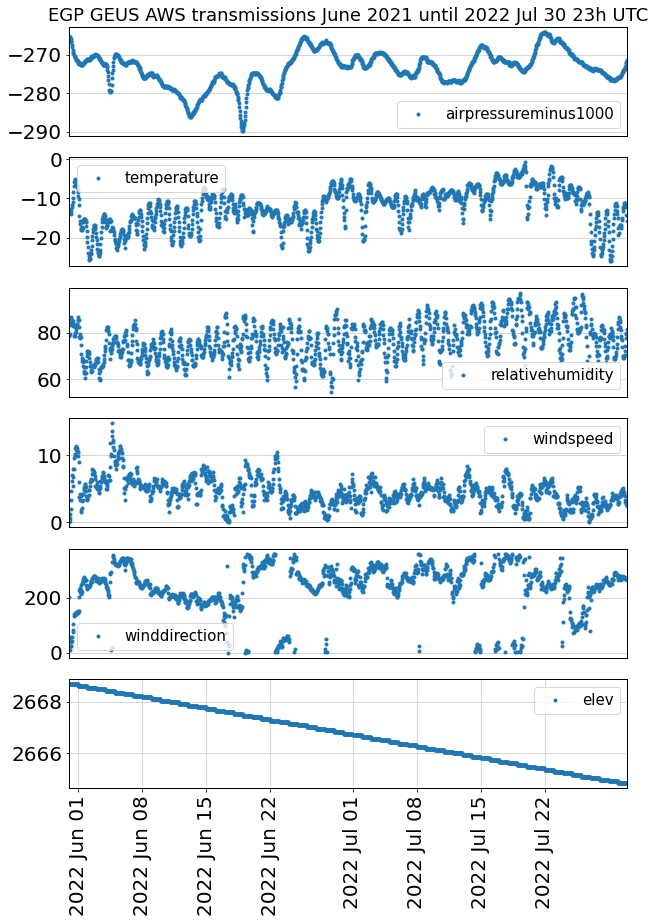 EGP GEUS AWS transmissions June 2021 until 2022 Jul 30 23h UTC
−270
−280
−290
airpressureminus1000
0
−10
−20
temperature
80
60
relativehumidity
10
0
windspeed
200
0
winddirection
2668
2666
elev
2022 Jun 01
2022 Jun 08
2022 Jun 15
2022 Jun 22
2022 Jul 01
2022 Jul 08
2022 Jul 15
2022 Jul 22